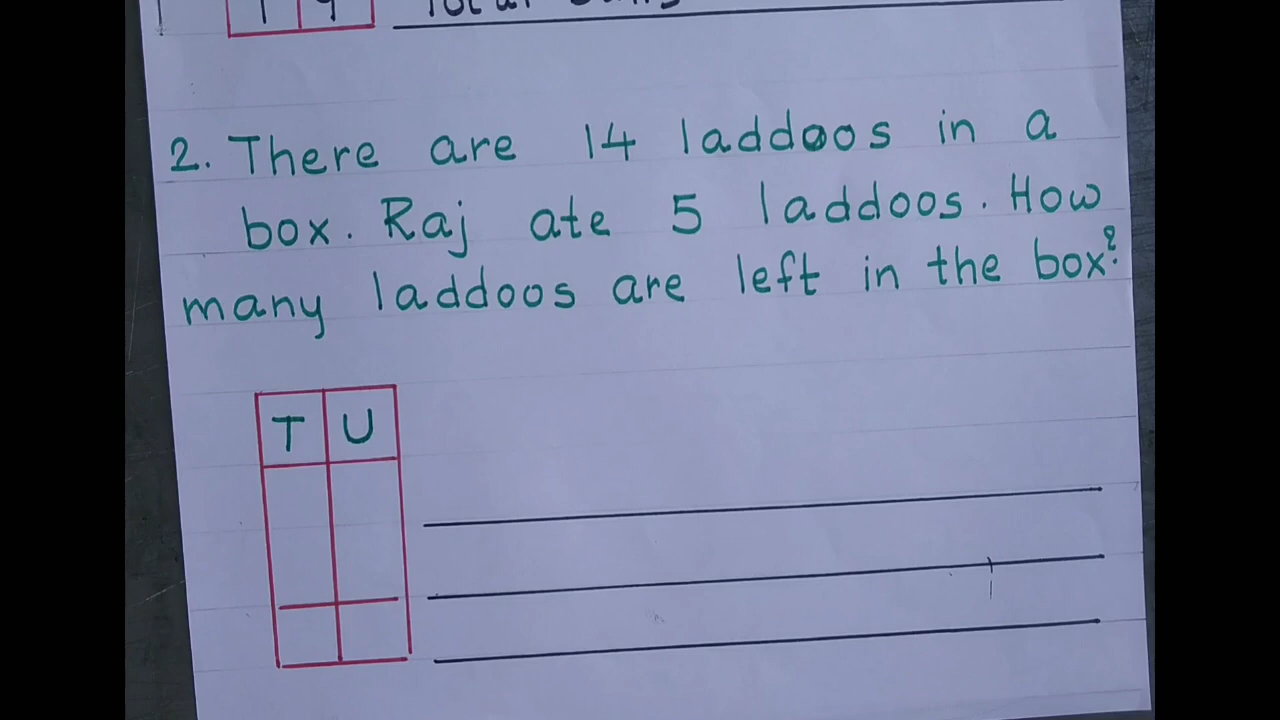 2. There are 14 laddoos in a
box. Raj ate 5 laddoos. How
many laddoos are left in the box?
T U